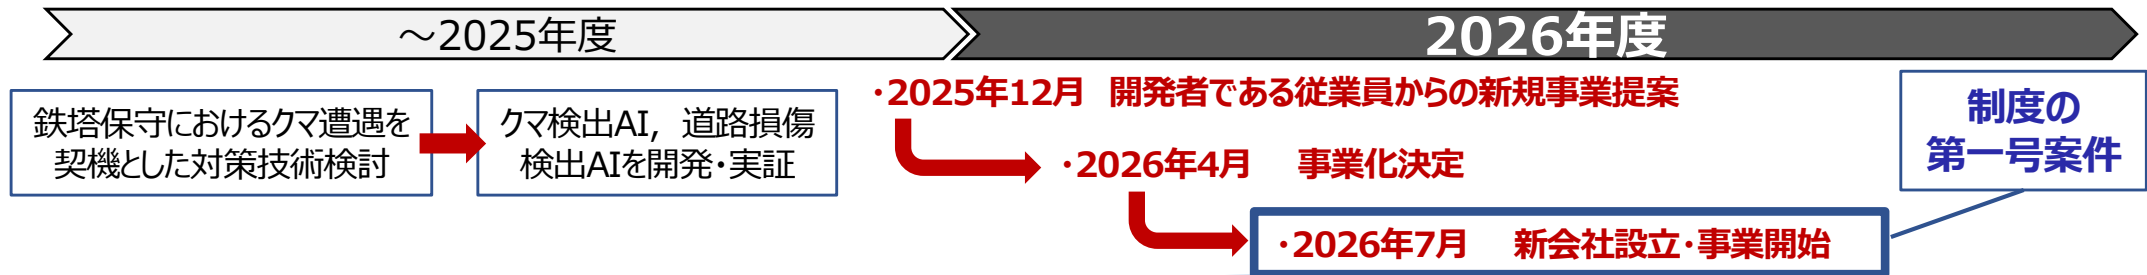 ～2025年度
2026年度
鉄塔保守におけるクマ遭遇を
契機とした対策技術検討
クマ検出AI，道路損傷
検出AIを開発・実証
・2025年12月 開発者である従業員からの新規事業提案
・2026年4月 事業化決定
・2026年7月 新会社設立・事業開始
制度の
第一号案件